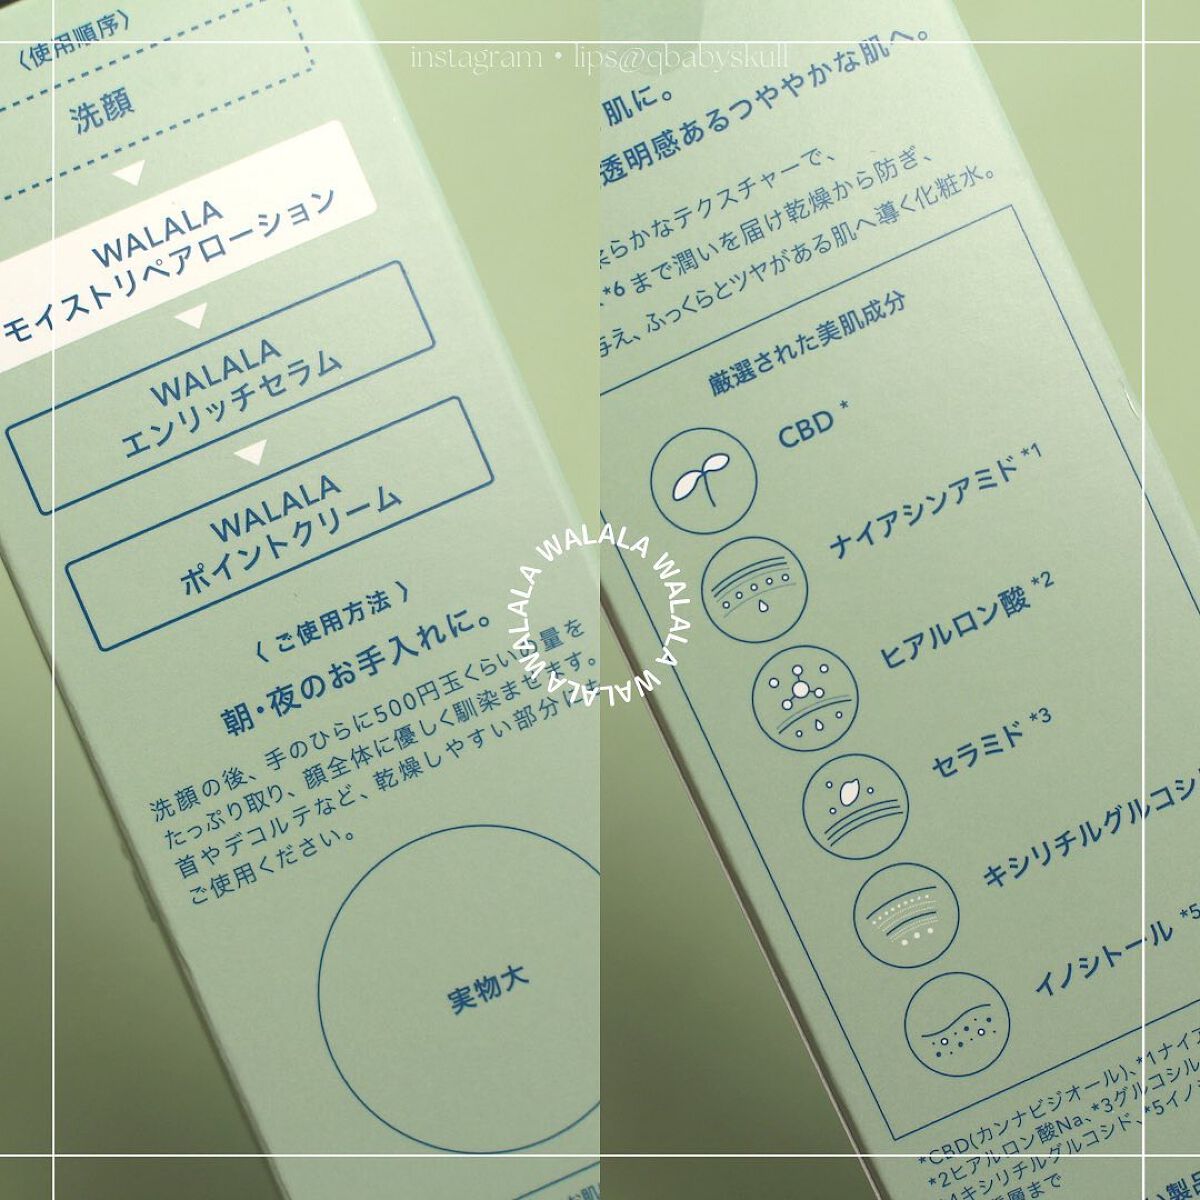 instagram • lips@qbabyskull
〈使用順序〉
洗顔
WALALA
モイストリペアローション
WALALA
エンリッチセラム
WALALA
ポイントクリーム
〈ご使用方法〉
朝・夜のお手入れに。
洗顔の後、手のひらに500円玉くらいの量を
たっぷり取り、顔全体に優しく馴染ませます。
首やデコルテなど、乾燥しやすい部分にも
ご使用ください。
実物大
WALALA WALALA WALALA WALALA WALALA
肌に。
透明感あるつややかな肌へ。
らかなテクスチャーで、
*6まで潤いを届け乾燥から防ぎ、
与え、ふっくらとツヤがある肌へ導く化粧水。
厳選された美肌成分
CBD*
ナイアシンアミド*1
ヒアルロン酸*2
セラミド*3
キシリチルグルコシ
イノシトール*5
*CBD(カンナビジオール)、*1ナイア
*2ヒアルロン酸Na、*3グルコシル
キシリチルグルコシド、*5イノシ
層まで